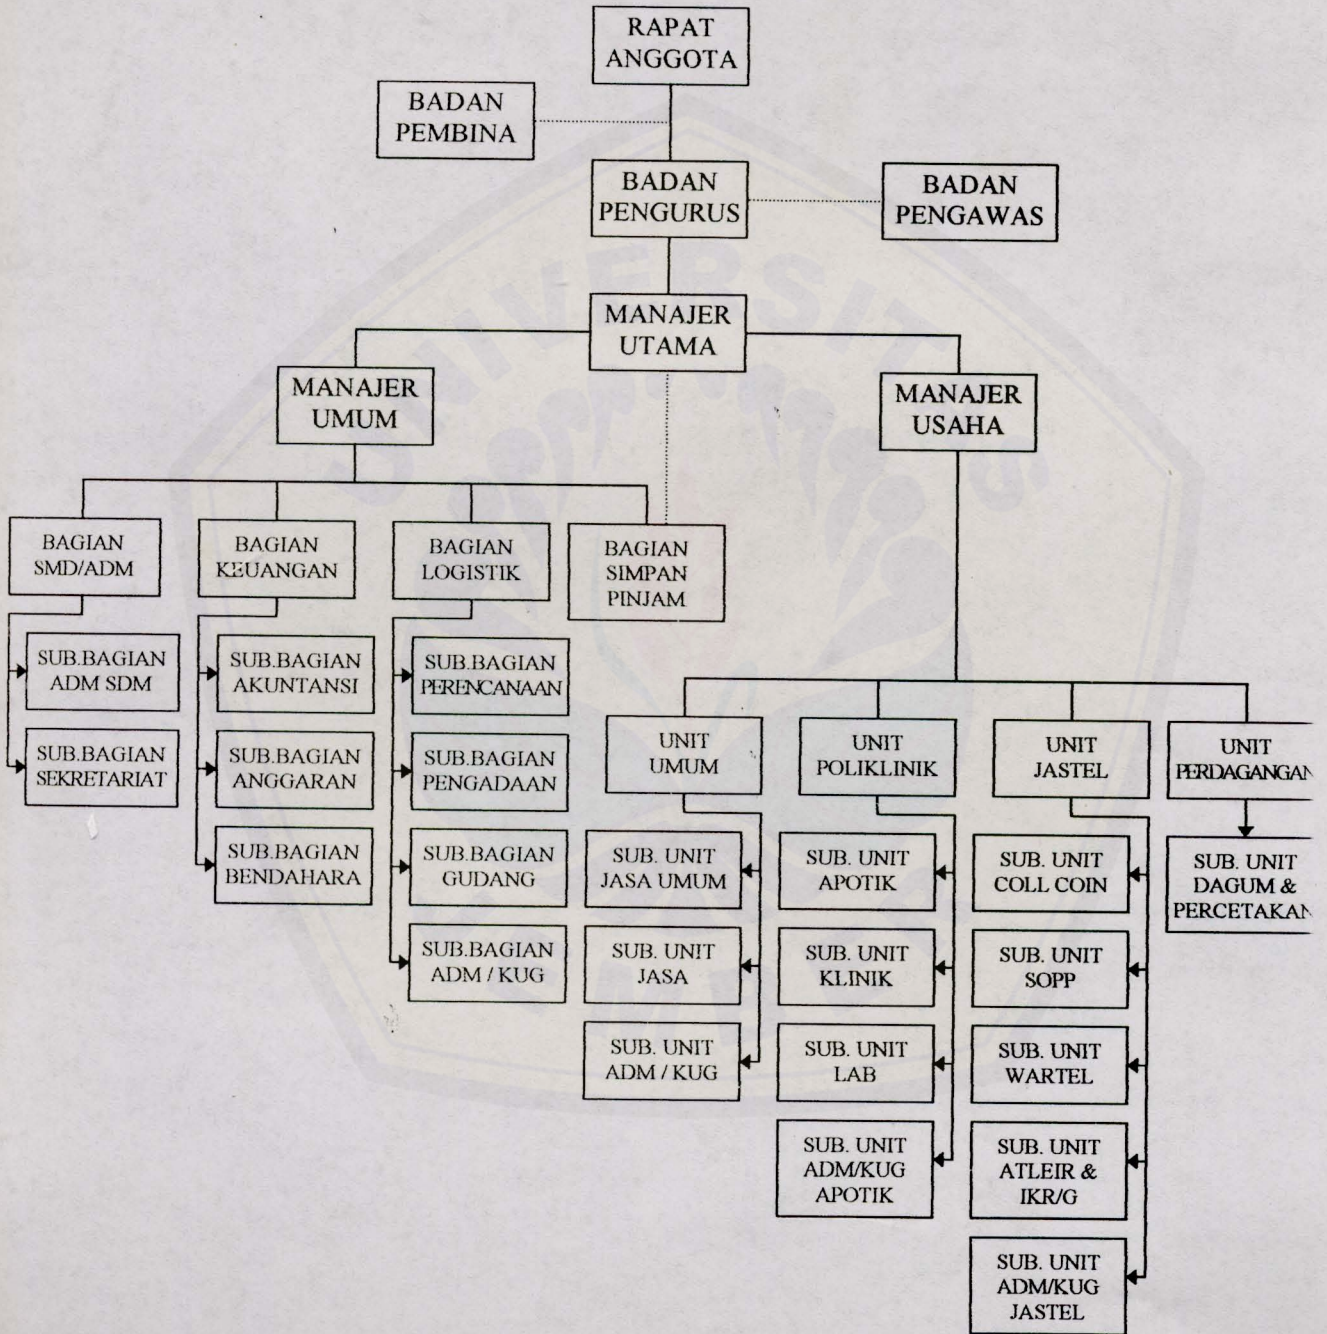 RAPAT
ANGGOTA
BADAN
PEMBINA
BADAN
PENGURUS
BADAN
PENGAWAS
MANAJER
UTAMA
MANAJER
UMUM
MANAJER
USAHA
BAGIAN
SMD/ADM
BAGIAN
KEUANGAN
BAGIAN
LOGISTIK
BAGIAN
SIMPAN
PINJAM
SUB.BAGIAN
ADM SDM
SUB.BAGIAN
AKUNTANSI
SUB.BAGIAN
PERENCANAAN
SUB.BAGIAN
SEKRETARIAT
SUB.BAGIAN
ANGGARAN
SUB.BAGIAN
PENGADAAN
SUB.BAGIAN
BENDAHARA
SUB.BAGIAN
GUDANG
SUB.BAGIAN
ADM / KUG
UNIT
UMUM
UNIT
POLIKLINIK
UNIT
JASTEL
UNIT
PERDAGANGAN
SUB. UNIT
JASA UMUM
SUB. UNIT
APOTIK
SUB. UNIT
COLL COIN
SUB. UNIT
DAGUM &
PERCETAKAN
SUB. UNIT
JASA
SUB. UNIT
KLINIK
SUB. UNIT
SOPP
SUB. UNIT
ADM / KUG
SUB. UNIT
LAB
SUB. UNIT
WARTEL
SUB. UNIT
ADM/KUG
APOTIK
SUB. UNIT
ATLEIR &
IKR/G
SUB. UNIT
ADM/KUG
JASTEL
UNIVERSITAS
JEMBER